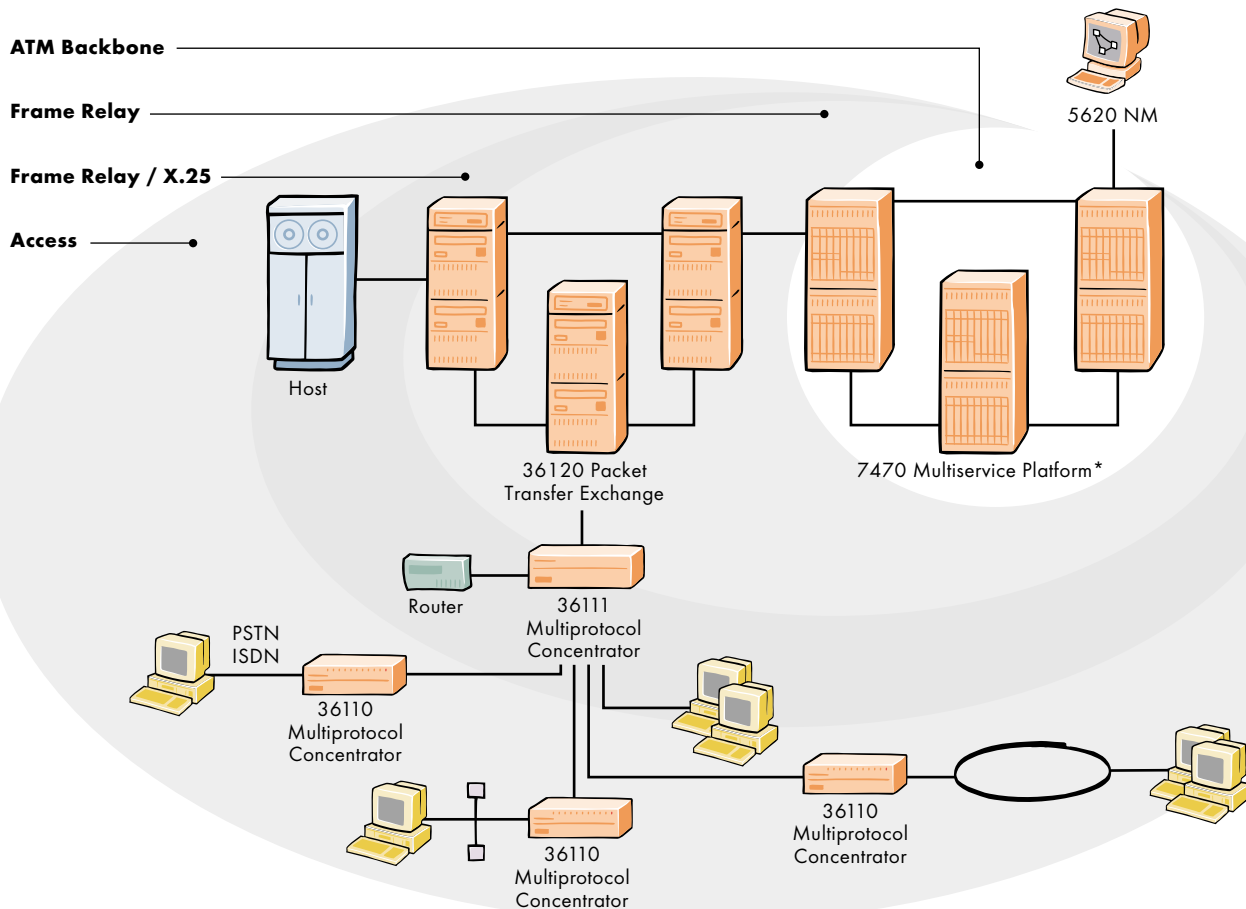 ATM Backbone
5620 NM
Frame Relay
Frame Relay / X.25
Access
Host
36120 Packet
Transfer Exchange
7470 Multiservice Platform*
Router
36111
Multiprotocol
Concentrator
PSTN
ISDN
36110
Multiprotocol
Concentrator
36110
Multiprotocol
Concentrator
36110
Multiprotocol
Concentrator